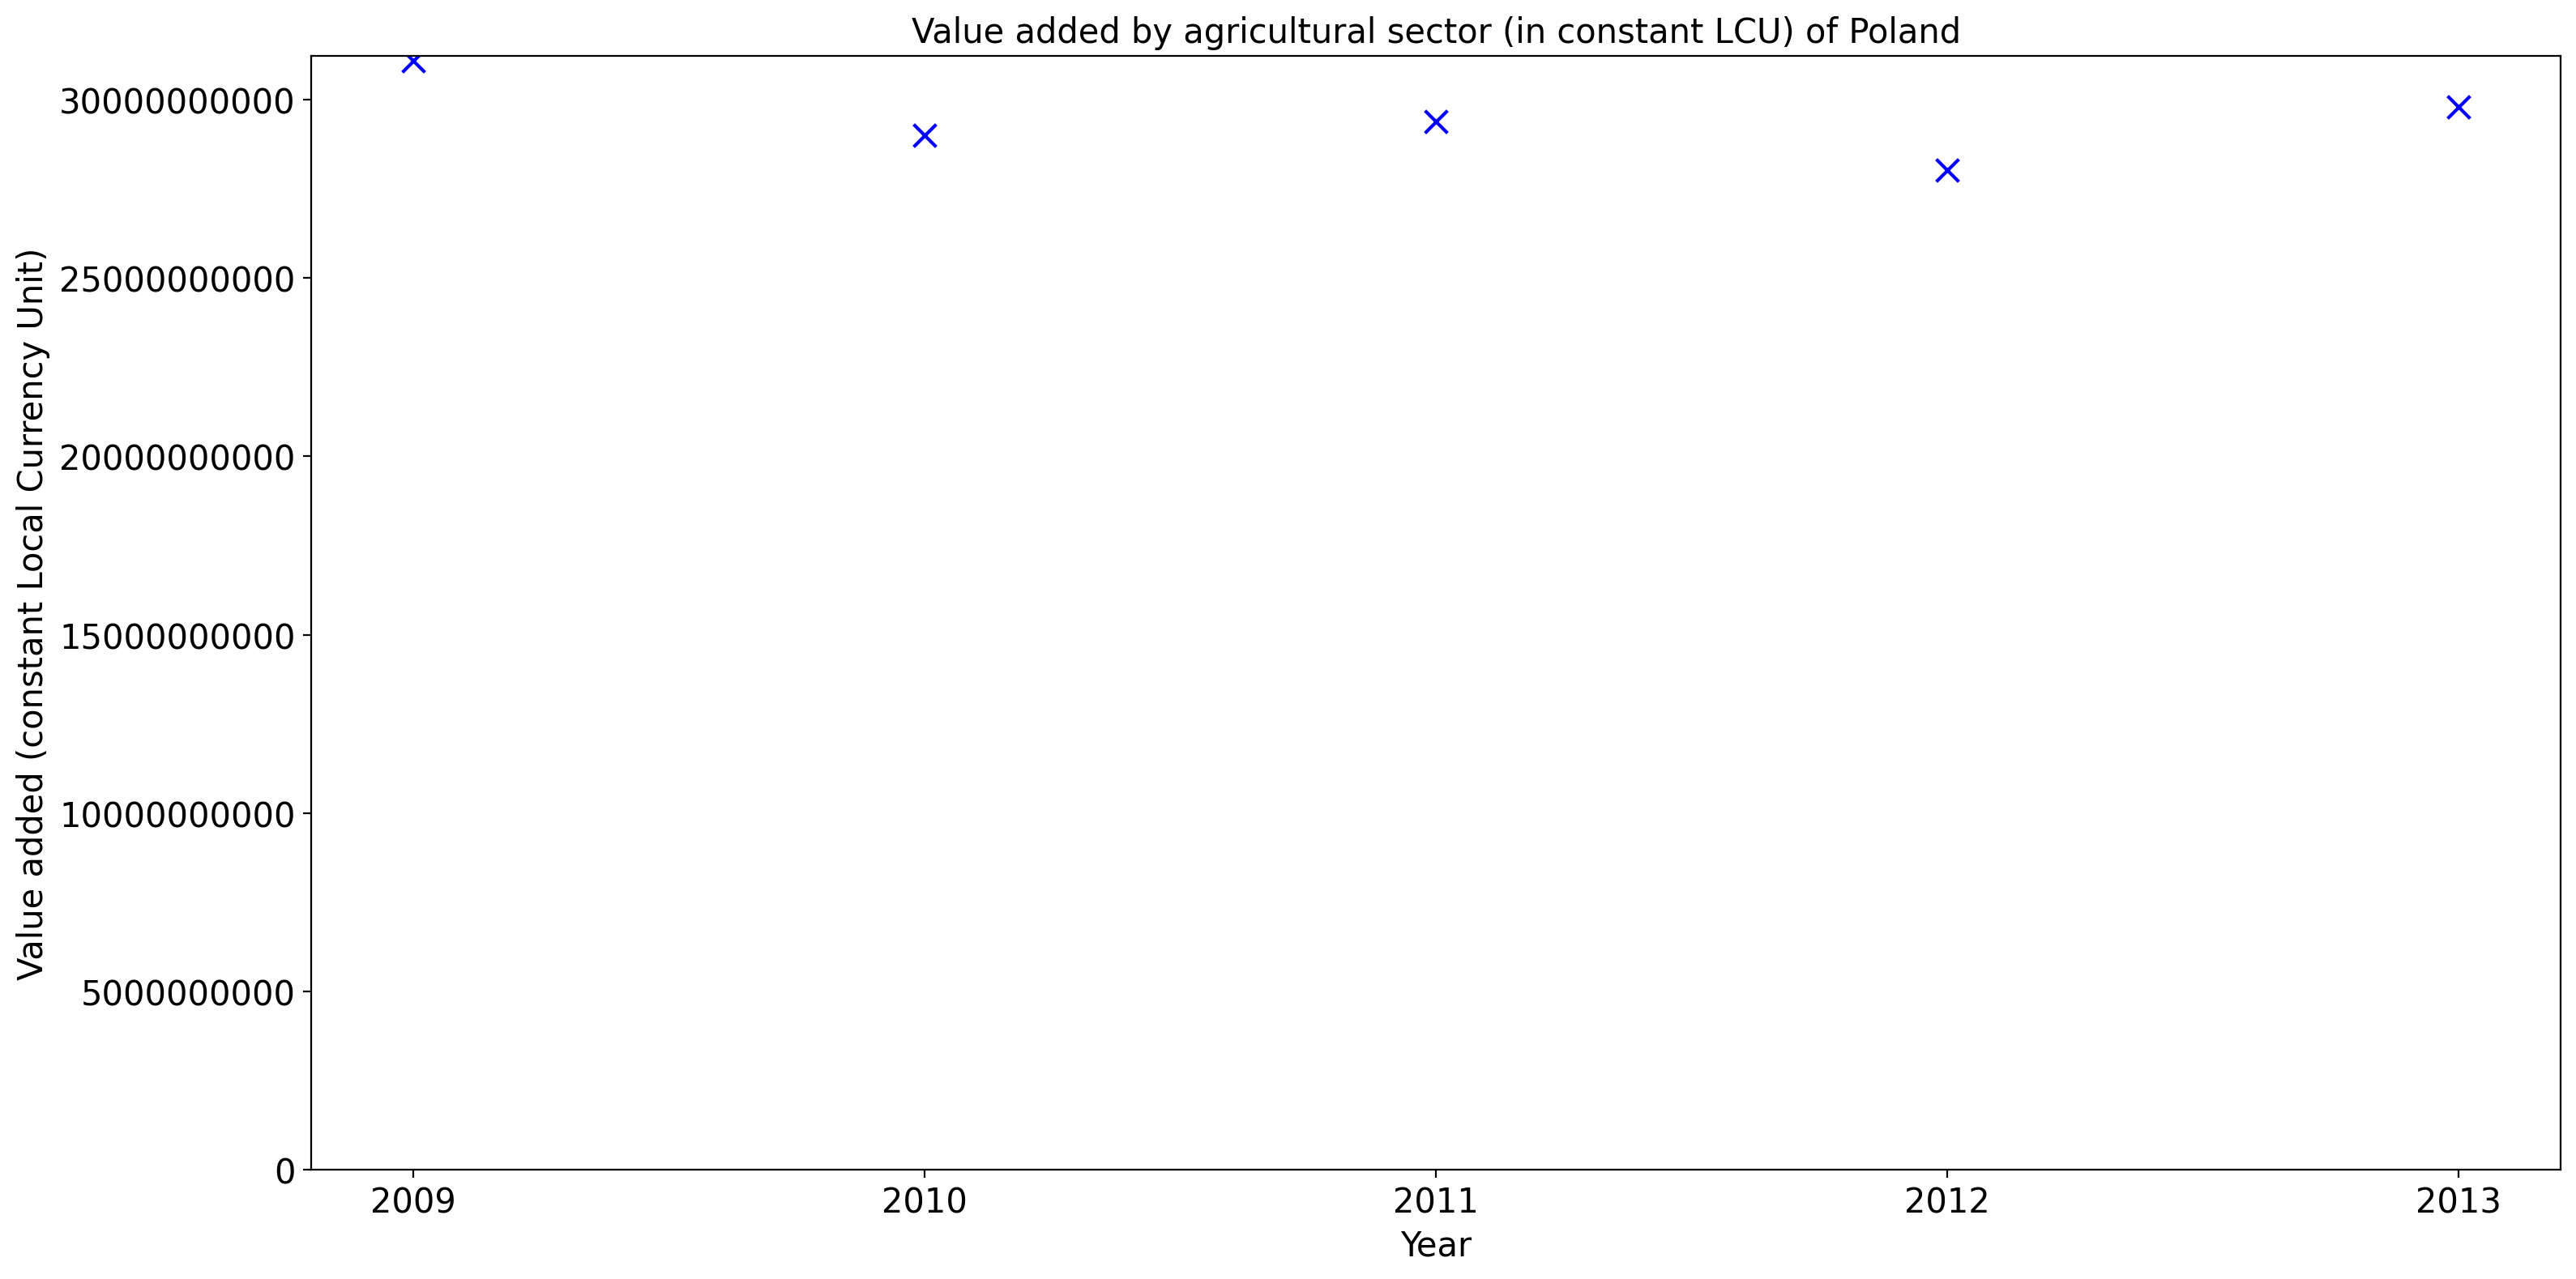 Value added by agricultural sector (in constant LCU) of Poland
Value added (constant Local Currency Unit)
30000000000
25000000000
20000000000
15000000000
10000000000
5000000000
0
2009 2010 2011 2012 2013
Year